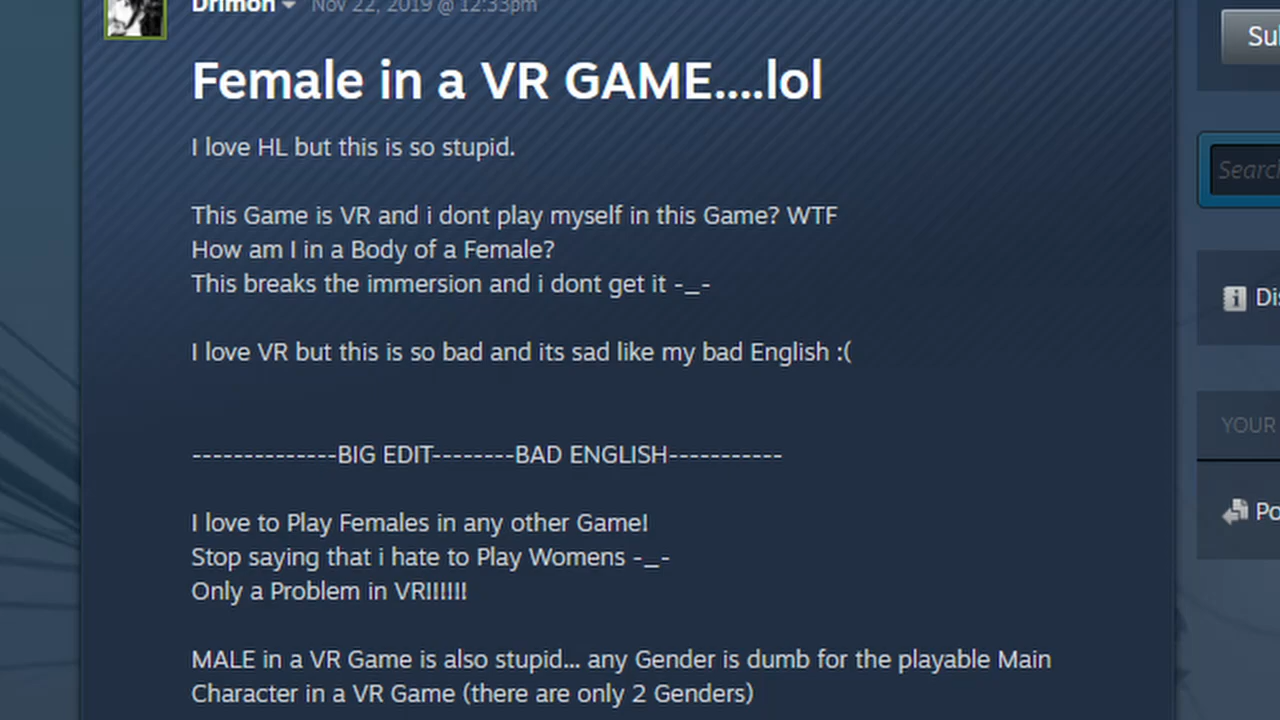 Drimon Nov 22, 2019 @ 12:33pm
Female in a VR GAME....lol
I love HL but this is so stupid.
This Game is VR and i dont play myself in this Game? WTF
How am I in a Body of a Female?
This breaks the immersion and i dont get it -_-
I love VR but this is so bad and its sad like my bad English :(
--------------BIG EDIT--------BAD ENGLISH-----------
I love to Play Females in any other Game!
Stop saying that i hate to Play Womens -_-
Only a Problem in VR!!!!!!
MALE in a VR Game is also stupid... any Gender is dumb for the playable Main
Character in a VR Game (there are only 2 Genders)
Searc
YOUR